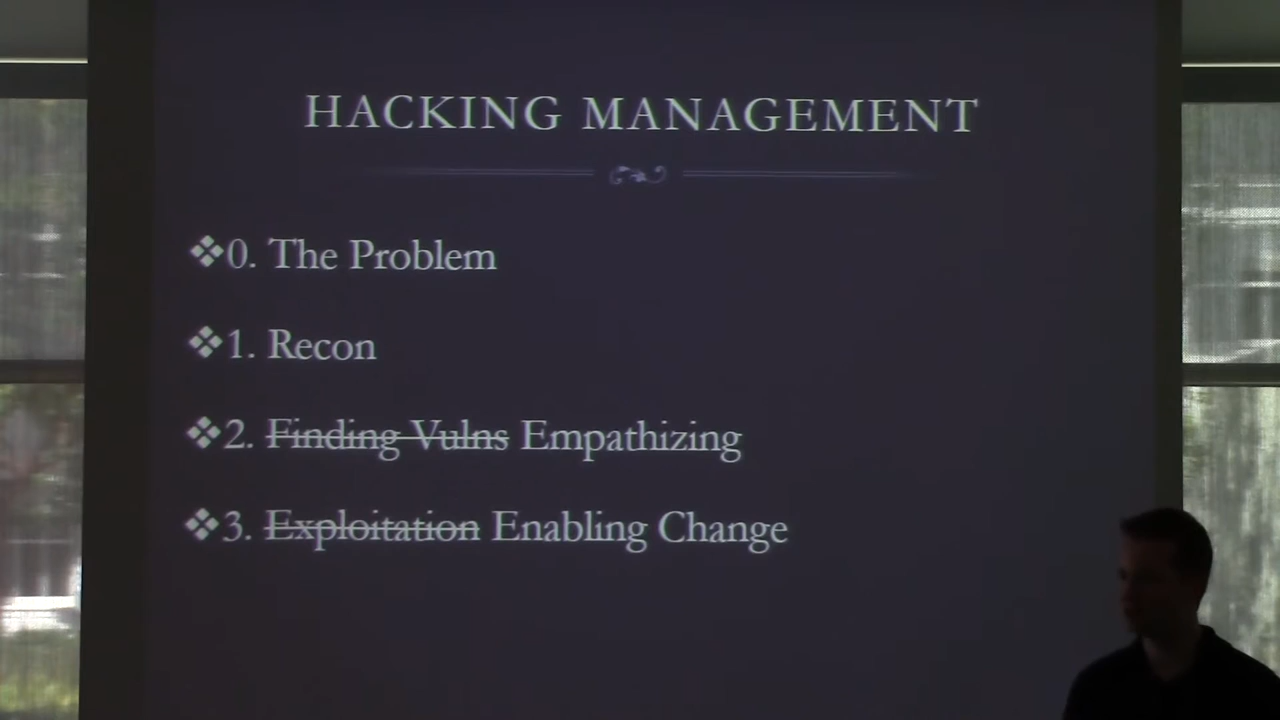 HACKING MANAGEMENT
❖0. The Problem
❖1. Recon
❖2. Finding Vulns Empathizing
❖3. Exploitation Enabling Change